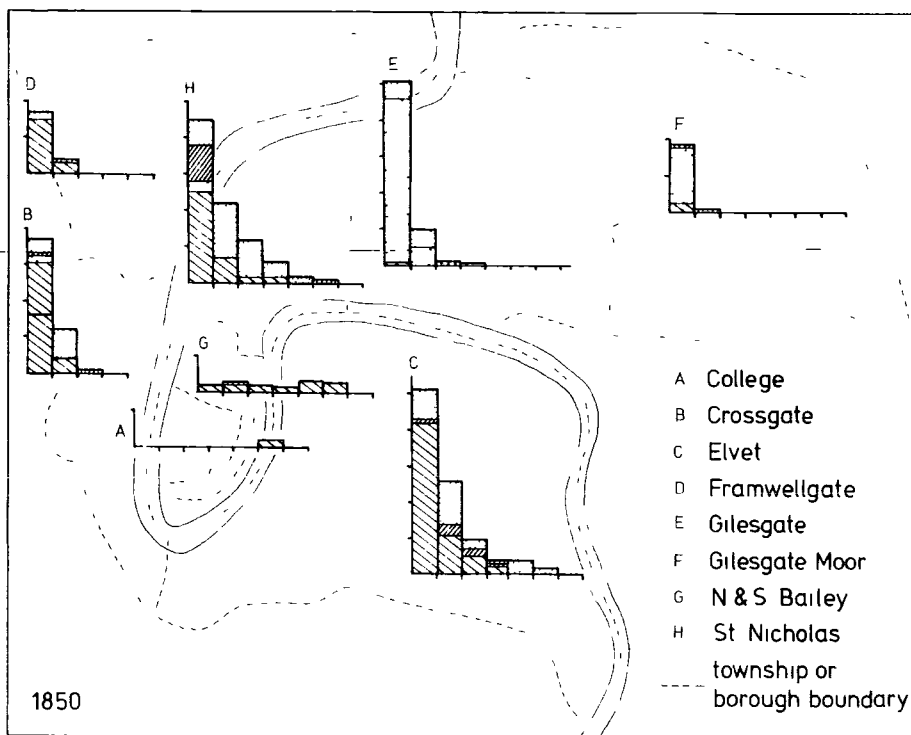 D
H
E
F
B
G
A
C
A College
B Crossgate
C Elvet
D Framwellgate
E Gilesgate
F Gilesgate Moor
G N & S Bailey
H St Nicholas
township or
borough boundary
1850